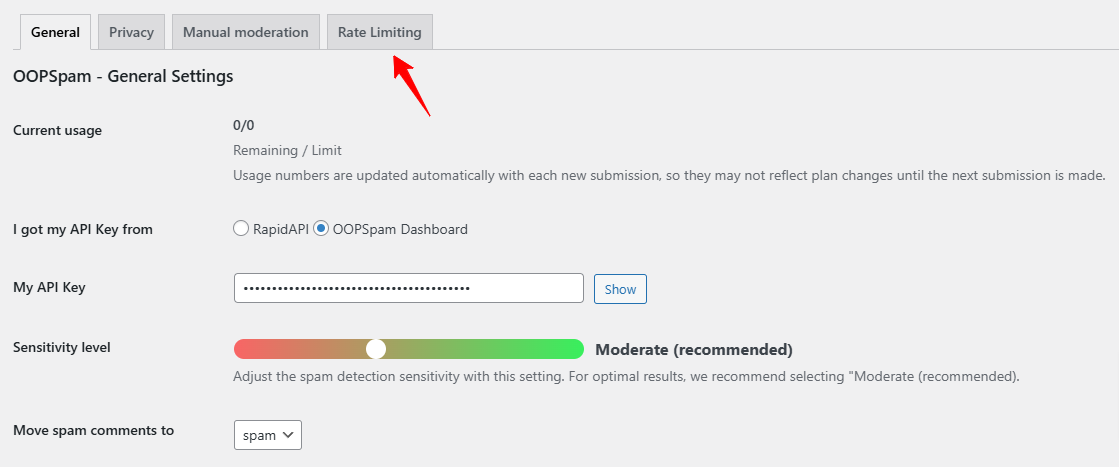 General Privacy Manual moderation Rate Limiting
OOPSpam - General Settings
Current usage 0/0
Remaining / Limit
Usage numbers are updated automatically with each new submission, so they may not reflect plan changes until the next submission is made.
I got my API Key from RapidAPI OOPSpam Dashboard
My API Key •••••••••••••••••••••••••••••••••••••••• Show
Sensitivity level Moderate (recommended)
Adjust the spam detection sensitivity with this setting. For optimal results, we recommend selecting "Moderate (recommended).
Move spam comments to spam